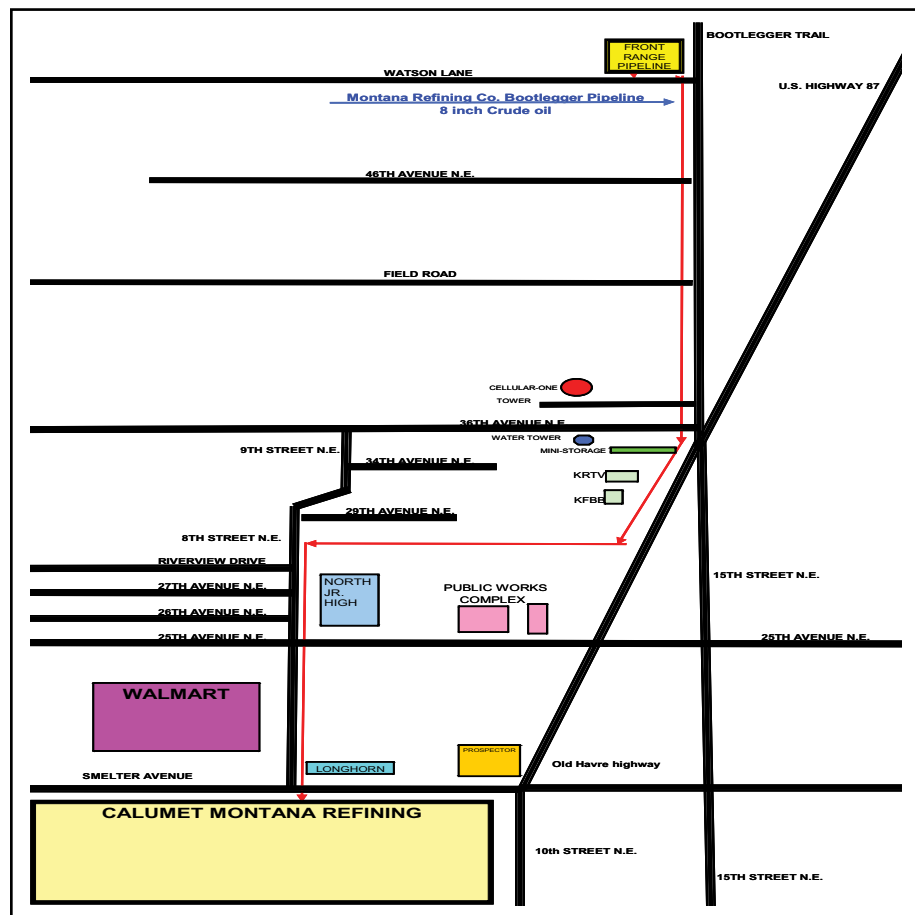 BOOTLEGGER TRAIL
FRONT
RANGE
PIPELINE
WATSON LANE
U.S. HIGHWAY 87
Montana Refining Co. Bootlegger Pipeline
8 inch Crude oil
46TH AVENUE N.E.
FIELD ROAD
CELLULAR-ONE
TOWER
36TH AVENUE N.E
WATER TOWER
9TH STREET N.E.
MINI-STORAGE
34TH AVENUE N.E.
KRTV
KFBB
29TH AVENUE N.E.
8TH STREET N.E.
RIVERVIEW DRIVE
NORTH
JR.
HIGH
15TH STREET N.E.
27TH AVENUE N.E.
PUBLIC WORKS
COMPLEX
26TH AVENUE N.E.
25TH AVENUE N.E.
25TH AVENUE N.E.
WALMART
PROSPECTOR
Old Havre highway
LONGHORN
SMELTER AVENUE
CALUMET MONTANA REFINING
10th STREET N.E.
15TH STREET N.E.